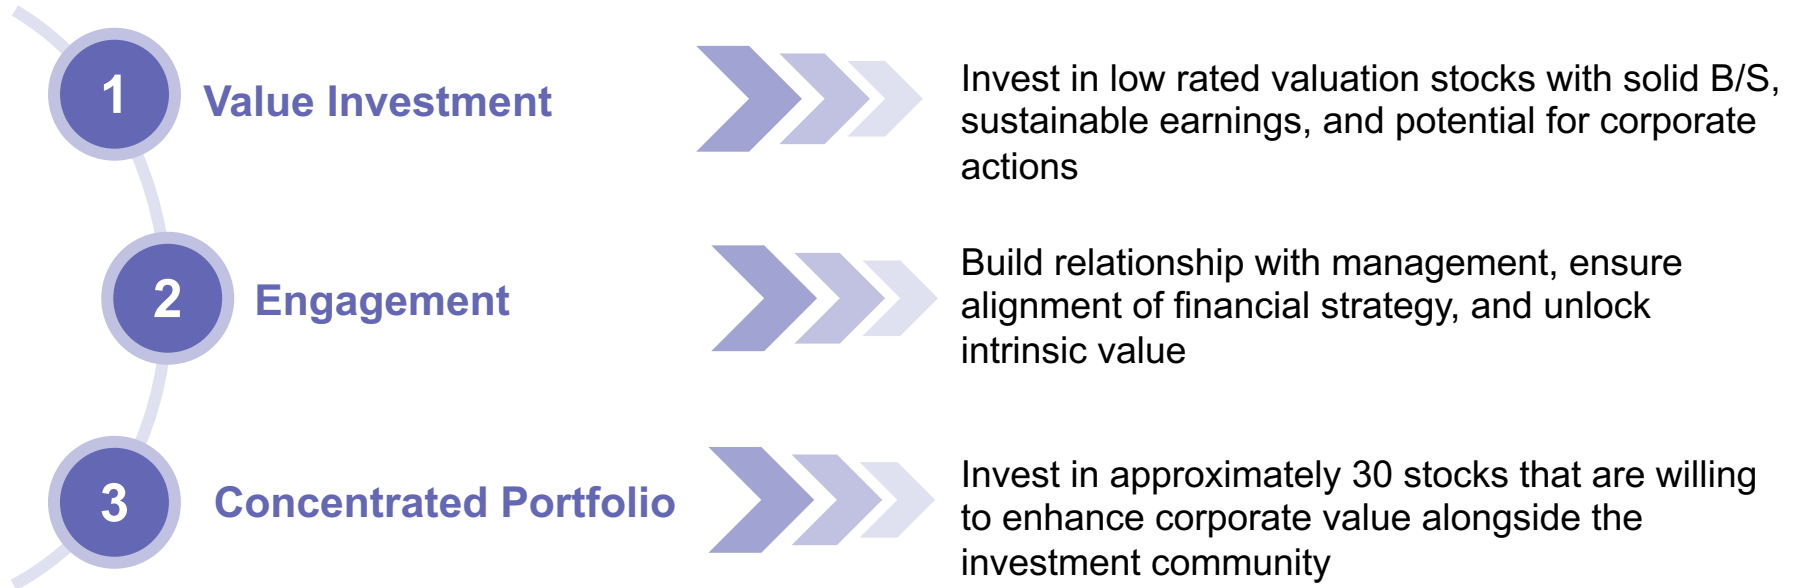 1
Value Investment
Invest in low rated valuation stocks with solid B/S,
sustainable earnings, and potential for corporate
actions
2
Engagement
Build relationship with management, ensure
alignment of financial strategy, and unlock
intrinsic value
3
Concentrated Portfolio
Invest in approximately 30 stocks that are willing
to enhance corporate value alongside the
investment community